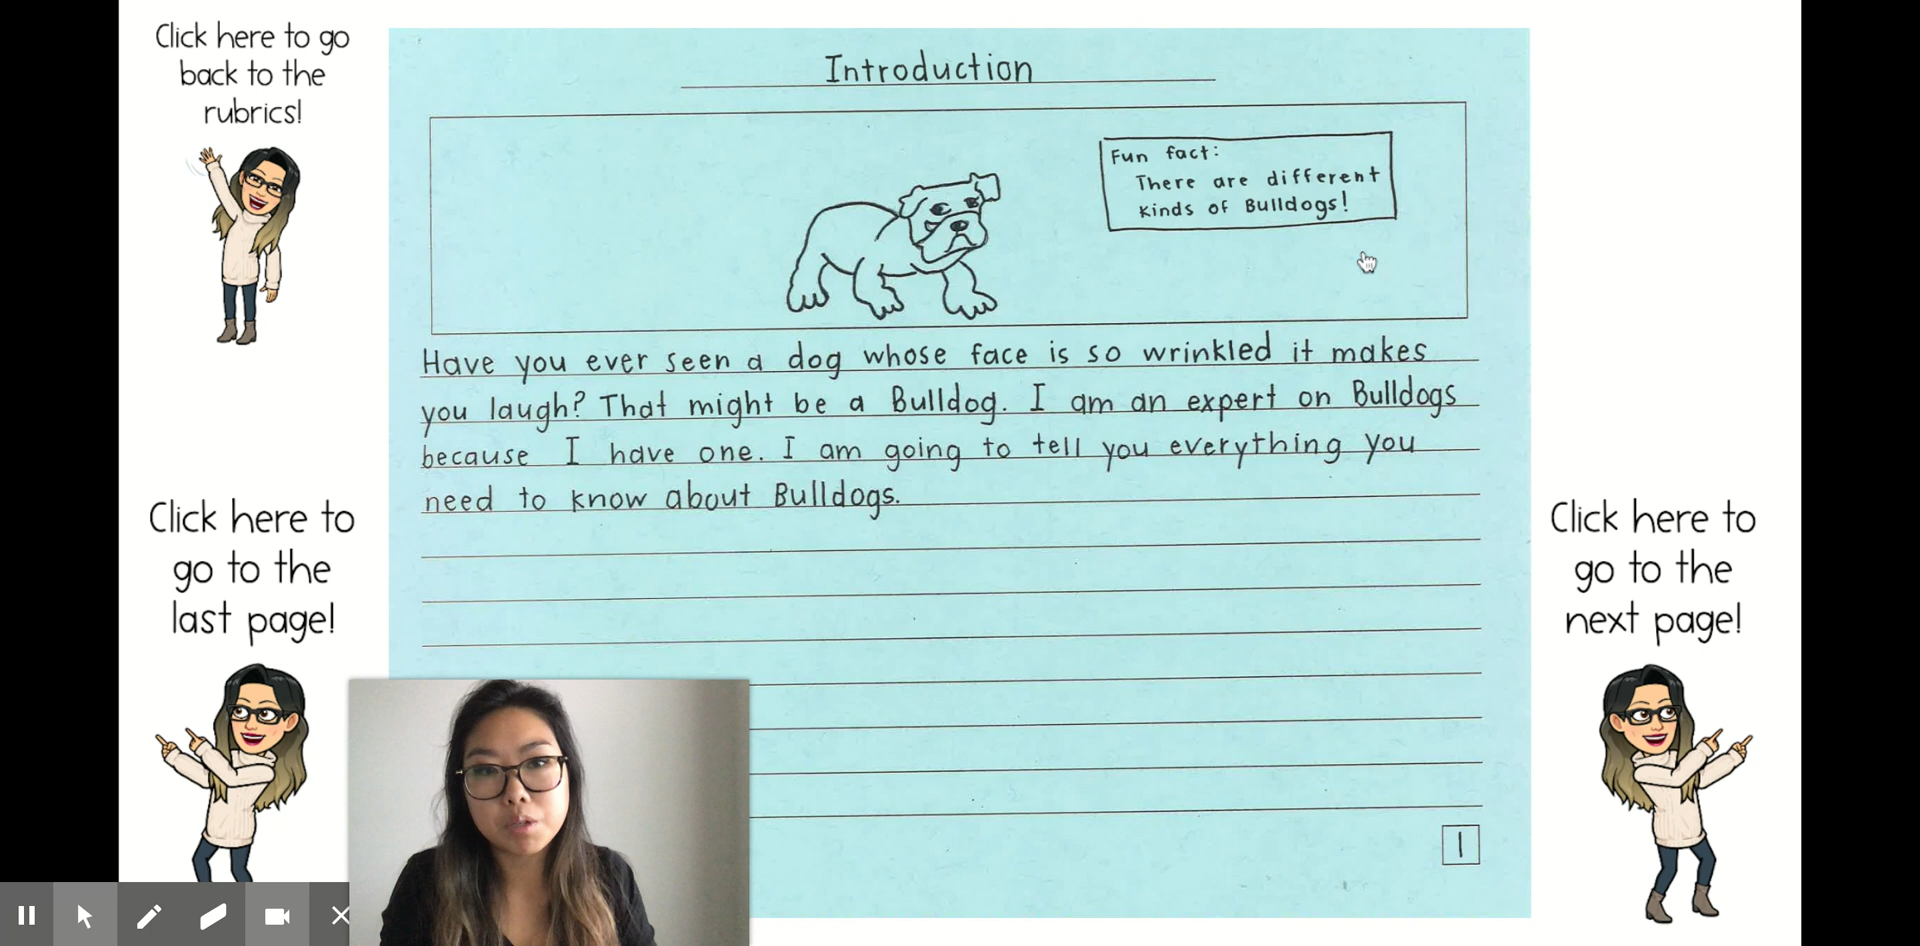 Click here to go
back to the
rubrics!
Introduction
Fun fact:
There are different
kinds of Bulldogs!
Have you ever seen a dog whose face is so wrinkled it makes
you laugh? That might be a Bulldog. I am an expert on Bulldogs
because I have one. I am going to tell you everything you
need to know about Bulldogs.
Click here to
go to the
last page!
Click here to
go to the
next page!
1